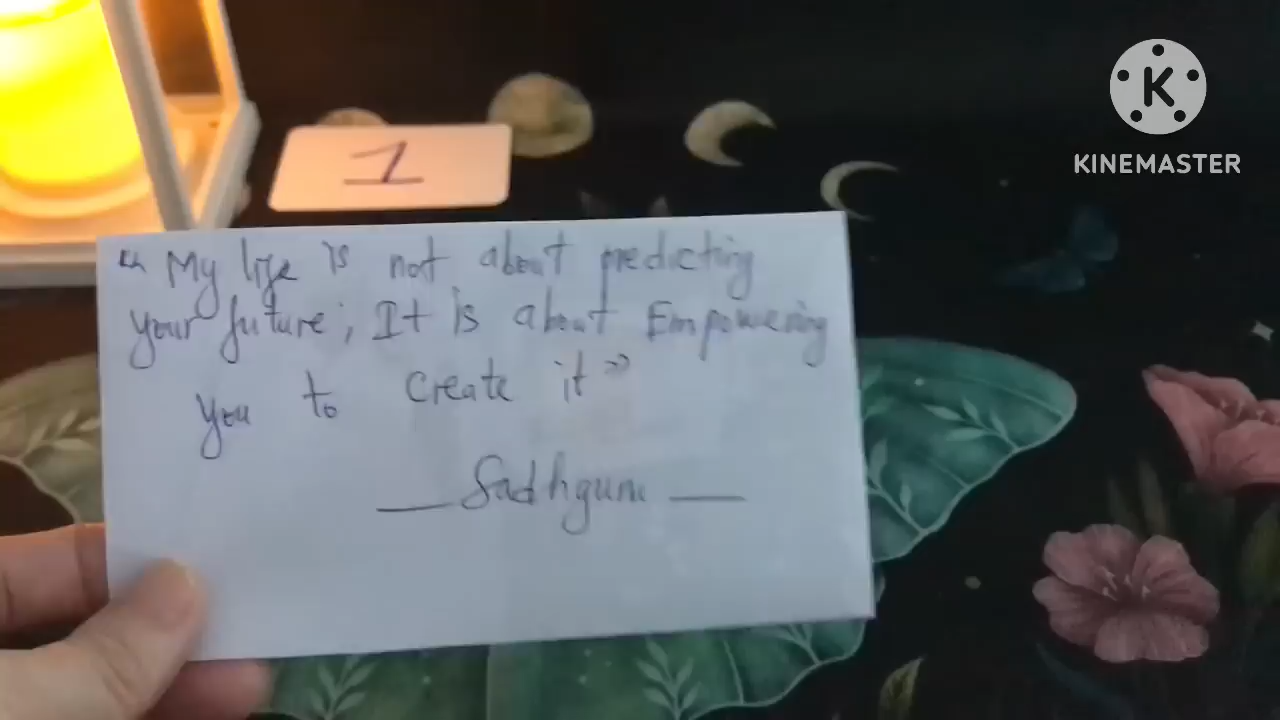 K
KINEMASTER
1
"My life is not about predicting
your future; It is about Empowering
you to create it"
— Sadhguru —